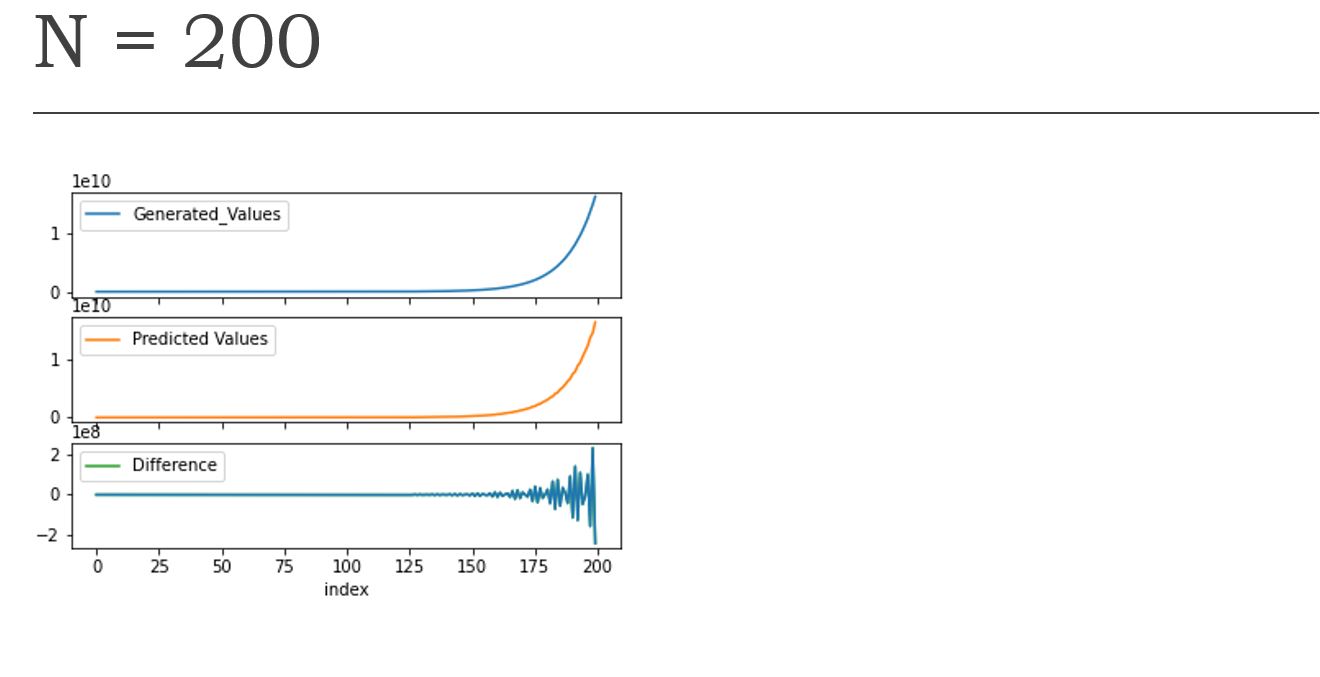 N = 200
1e10
Generated_Values
1
0
1e10
Predicted Values
1
0
1e8
Difference
2
0
−2
0 25 50 75 100 125 150 175 200
index